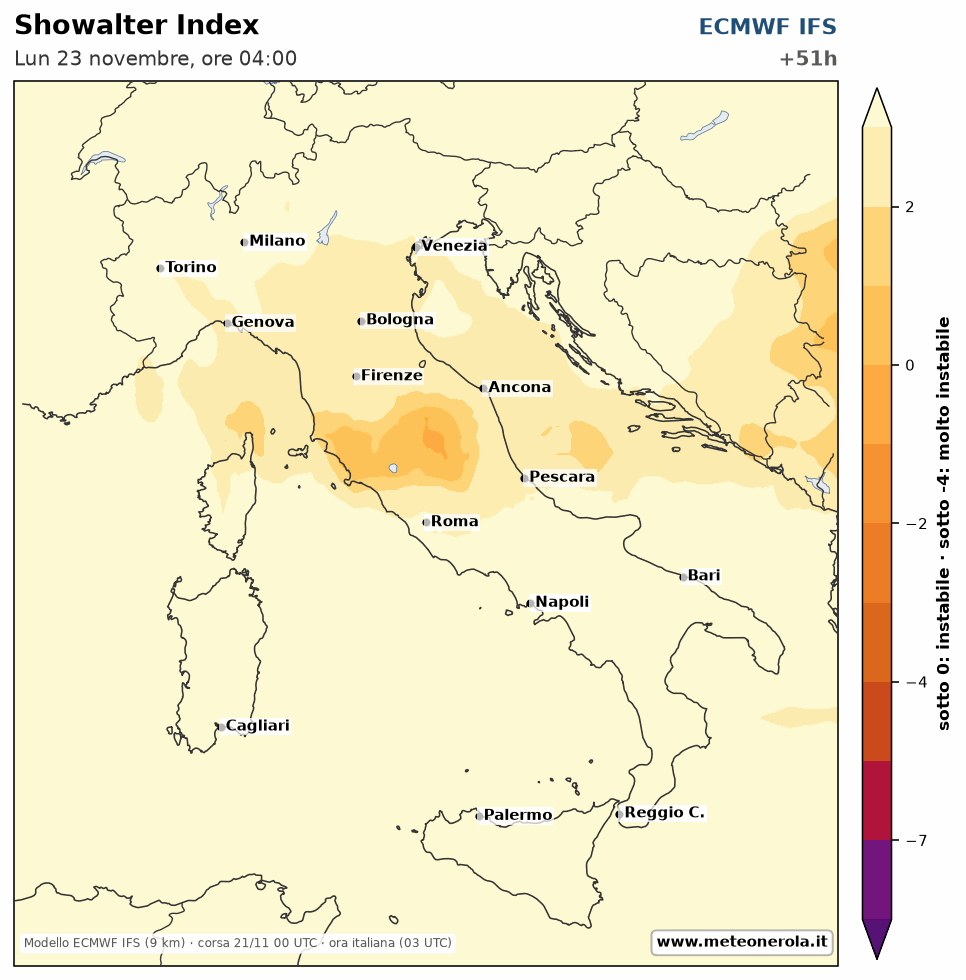 Showalter Index
ECMWF IFS
Lun 23 novembre, ore 04:00
+51h
Milano
Venezia
Torino
Genova
Bologna
Firenze
Ancona
Pescara
Roma
Bari
Napoli
Cagliari
Palermo
Reggio C.
2
0
−2
−4
−7
sotto 0: instabile · sotto -4: molto instabile
Modello ECMWF IFS (9 km) · corsa 21/11 00 UTC · ora italiana (03 UTC)
www.meteonerola.it